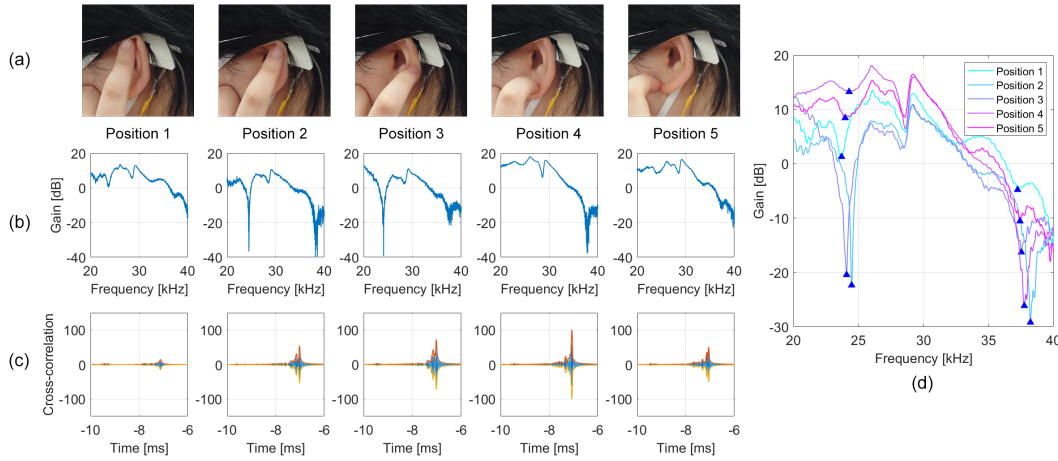 (a)
Position 1 Position 2 Position 3 Position 4 Position 5
(b)
Gain [dB]
20
0
-20
-40
20 30 40
Frequency [kHz]
20
0
-20
-40
20 30 40
Frequency [kHz]
20
0
-20
-40
20 30 40
Frequency [kHz]
20
0
-20
-40
20 30 40
Frequency [kHz]
20
0
-20
-40
20 30 40
Frequency [kHz]
(c)
Cross-correlation
100
0
-100
-10 -8 -6
Time [ms]
100
0
-100
-10 -8 -6
Time [ms]
100
0
-100
-10 -8 -6
Time [ms]
100
0
-100
-10 -8 -6
Time [ms]
100
0
-100
-10 -8 -6
Time [ms]
Gain [dB]
20
10
0
-10
-20
-30
Position 1
Position 2
Position 3
Position 4
Position 5
20 25 30 35 40
Frequency [kHz]
(d)